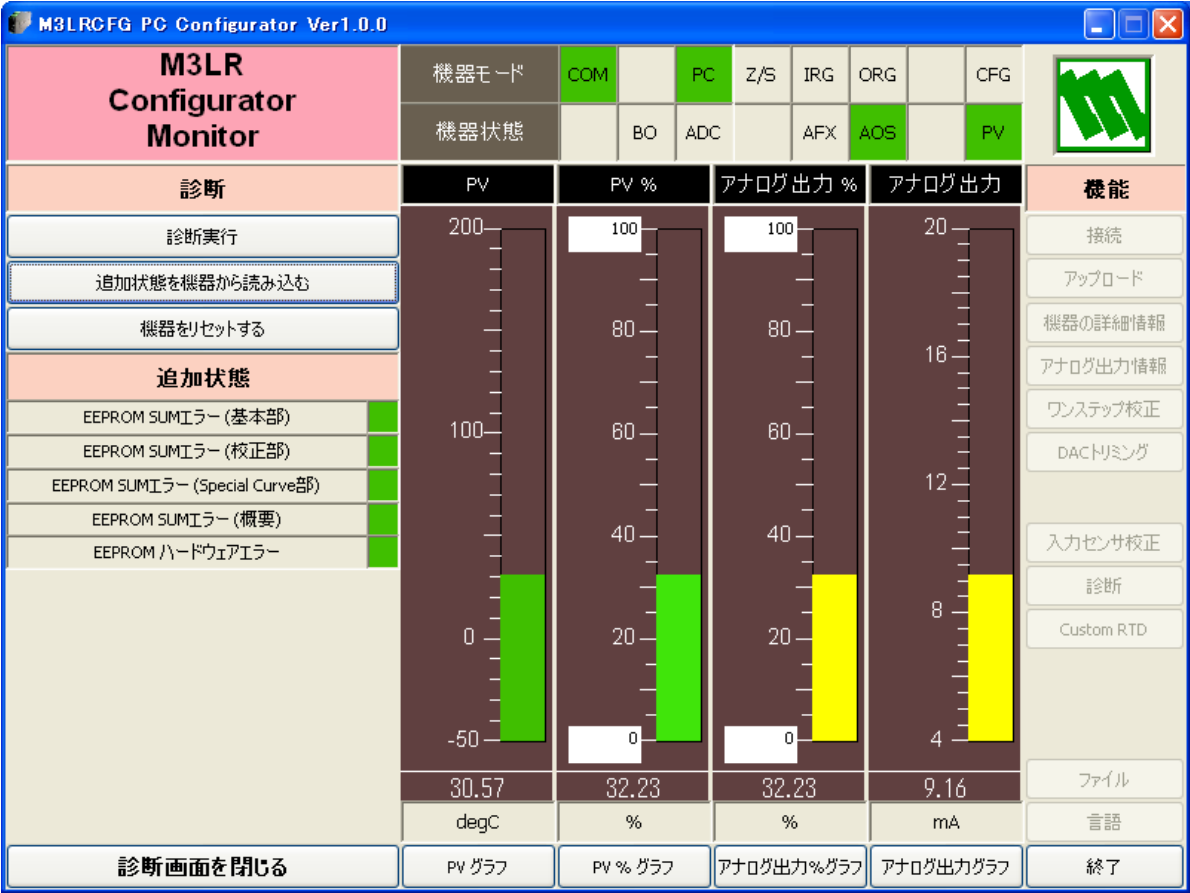 M3LRCFG PC Configurator Ver1.0.0
M3LR
Configurator
Monitor
機器モード
COM
PC
Z/S
IRG
ORG
CFG
機器状態
BO
ADC
AFX
AOS
PV
診断
診断実行
追加状態を機器から読み込む
機器をリセットする
追加状態
EEPROM SUMエラー (基本部)
EEPROM SUMエラー (校正部)
EEPROM SUMエラー (Special Curve部)
EEPROM SUMエラー (概要)
EEPROM ハードウェアエラー
診断画面を閉じる
PV
200
100
0
-50
30.57
degC
PV グラフ
PV %
100
80
60
40
20
0
32.23
%
PV % グラフ
アナログ出力 %
100
80
60
40
20
0
32.23
%
アナログ出力%グラフ
アナログ出力
20
16
12
8
4
9.16
mA
アナログ出力グラフ
機能
接続
アップロード
機器の詳細情報
アナログ出力情報
ワンステップ校正
DACトリミング
入力センサ校正
診断
Custom RTD
ファイル
言語
終了